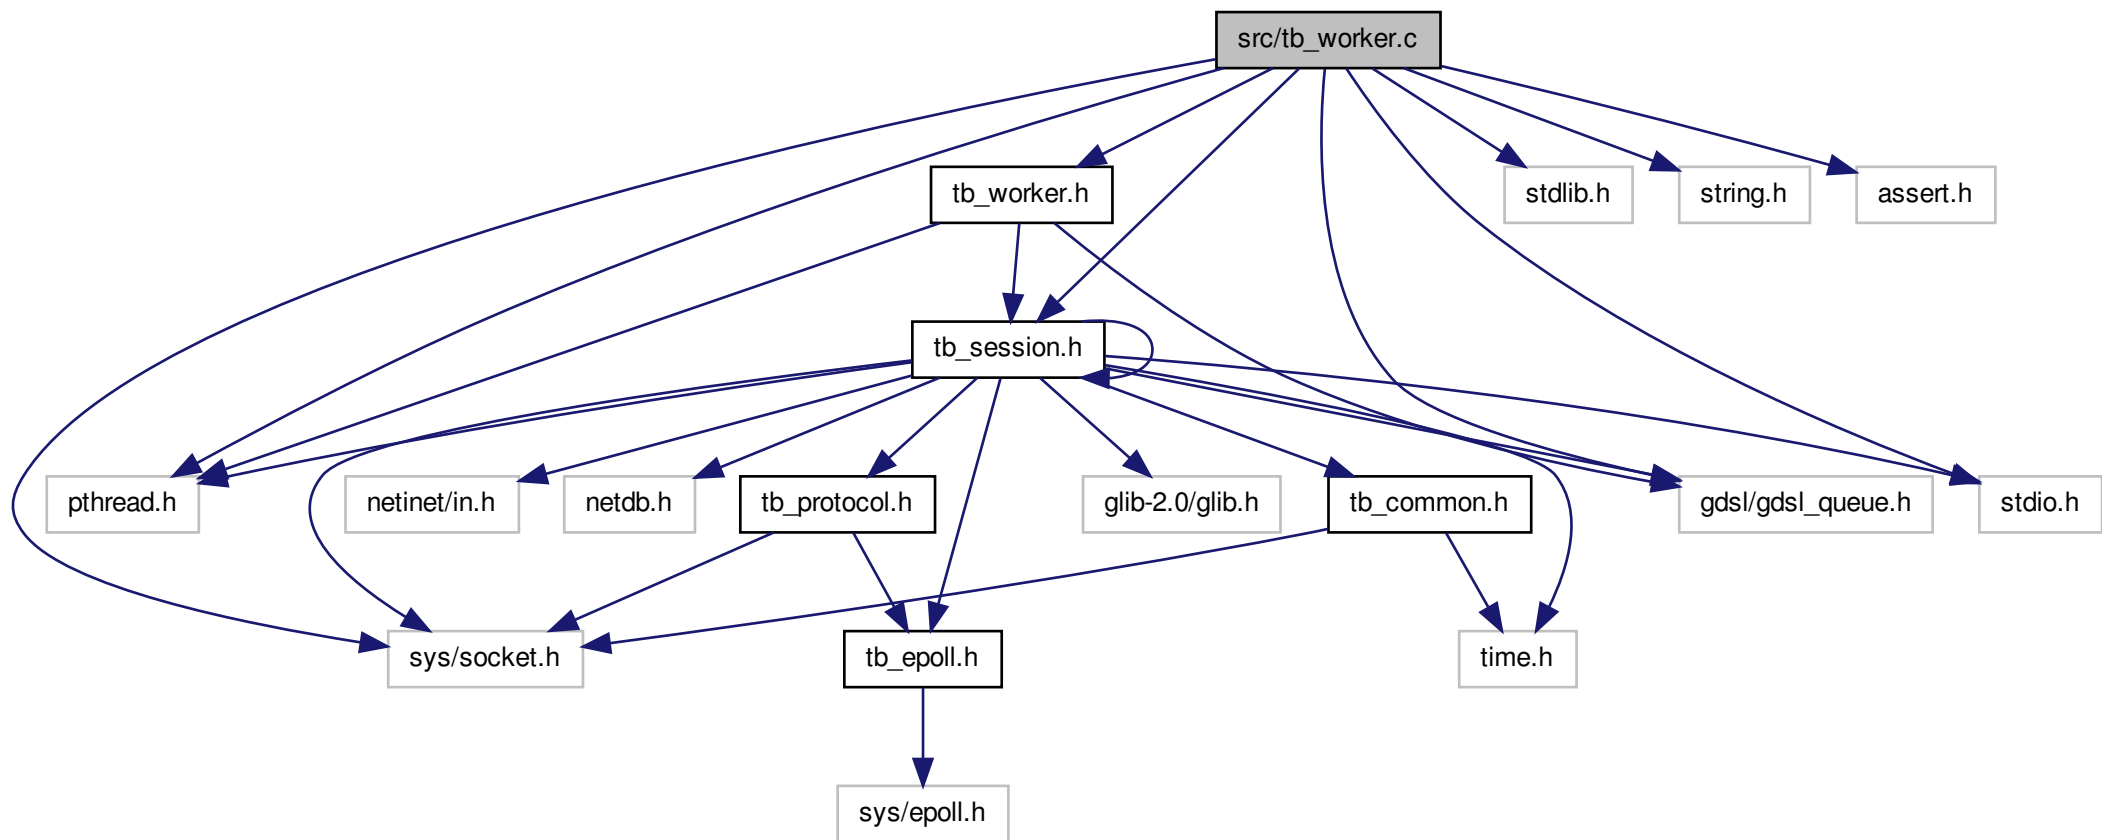 src/tb_worker.c
tb_worker.h
stdlib.h
string.h
assert.h
tb_session.h
pthread.h
netinet/in.h
netdb.h
tb_protocol.h
glib-2.0/glib.h
tb_common.h
gdsl/gdsl_queue.h
stdio.h
sys/socket.h
tb_epoll.h
time.h
sys/epoll.h